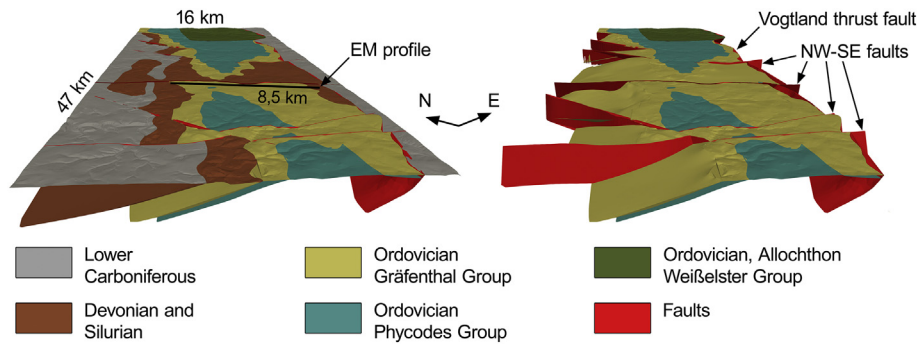 16 km
47 km
EM profile
8,5 km
N
E
Vogtland thrust fault
NW-SE faults
Lower
Carboniferous
Ordovician
Gräfenthal Group
Ordovician, Allochthon
Weißelster Group
Devonian and
Silurian
Ordovician
Phycodes Group
Faults